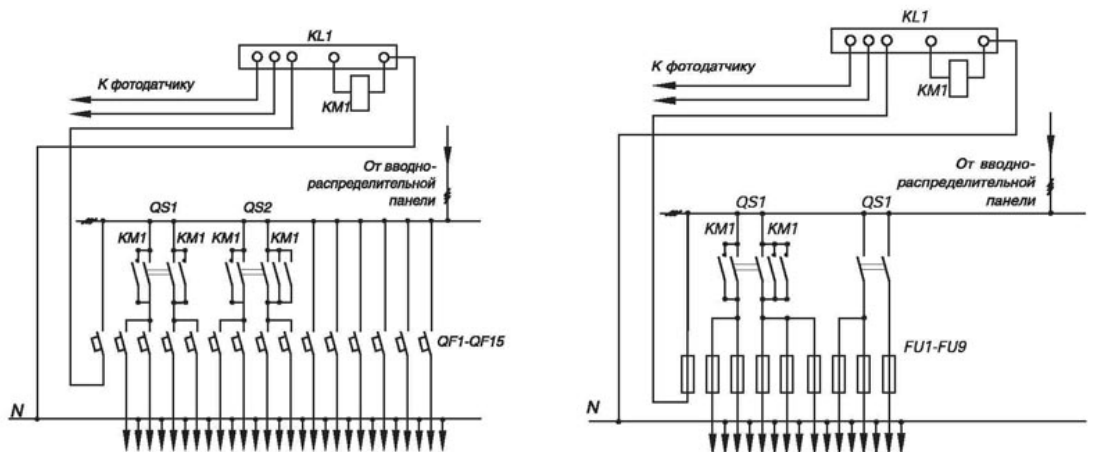 KL1
К фотодатчику
KM1
От вводно-
распределительной
панели
QS1
QS2
KM1
KM1
KM1
KM1
QF1-QF15
N
KL1
К фотодатчику
KM1
От вводно-
распределительной
панели
QS1
QS1
KM1
KM1
FU1-FU9
N